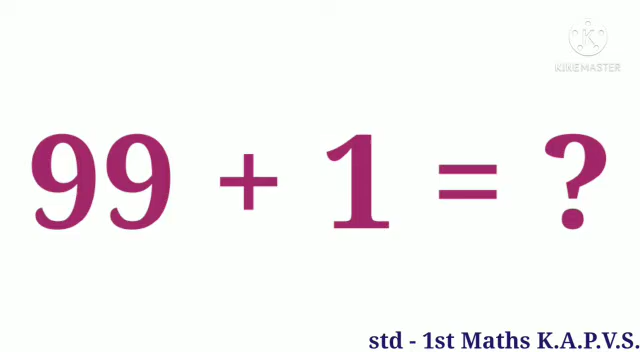 KINEMASTER
99 + 1 = ?
std - 1st Maths K.A.P.V.S.